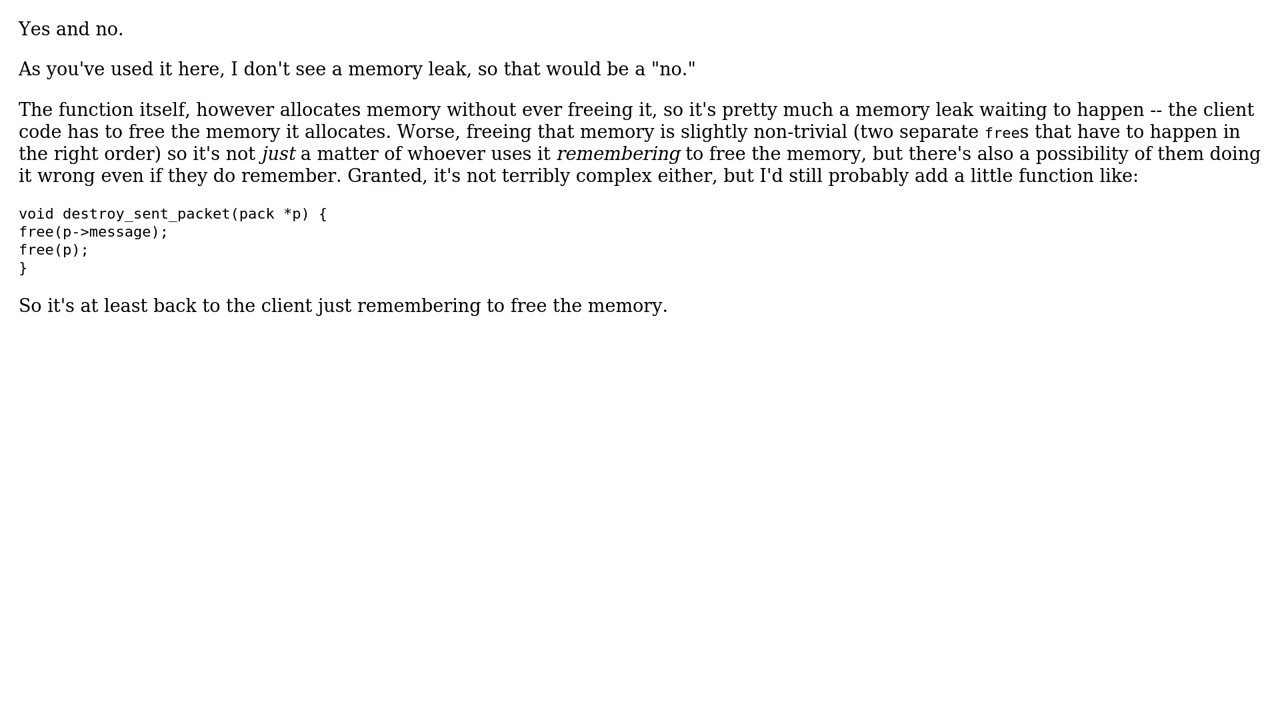 Yes and no.
As you've used it here, I don't see a memory leak, so that would be a "no."
The function itself, however allocates memory without ever freeing it, so it's pretty much a memory leak waiting to happen -- the client
code has to free the memory it allocates. Worse, freeing that memory is slightly non-trivial (two separate frees that have to happen in
the right order) so it's not just a matter of whoever uses it remembering to free the memory, but there's also a possibility of them doing
it wrong even if they do remember. Granted, it's not terribly complex either, but I'd still probably add a little function like:
void destroy_sent_packet(pack *p) {
free(p->message);
free(p);
}
So it's at least back to the client just remembering to free the memory.